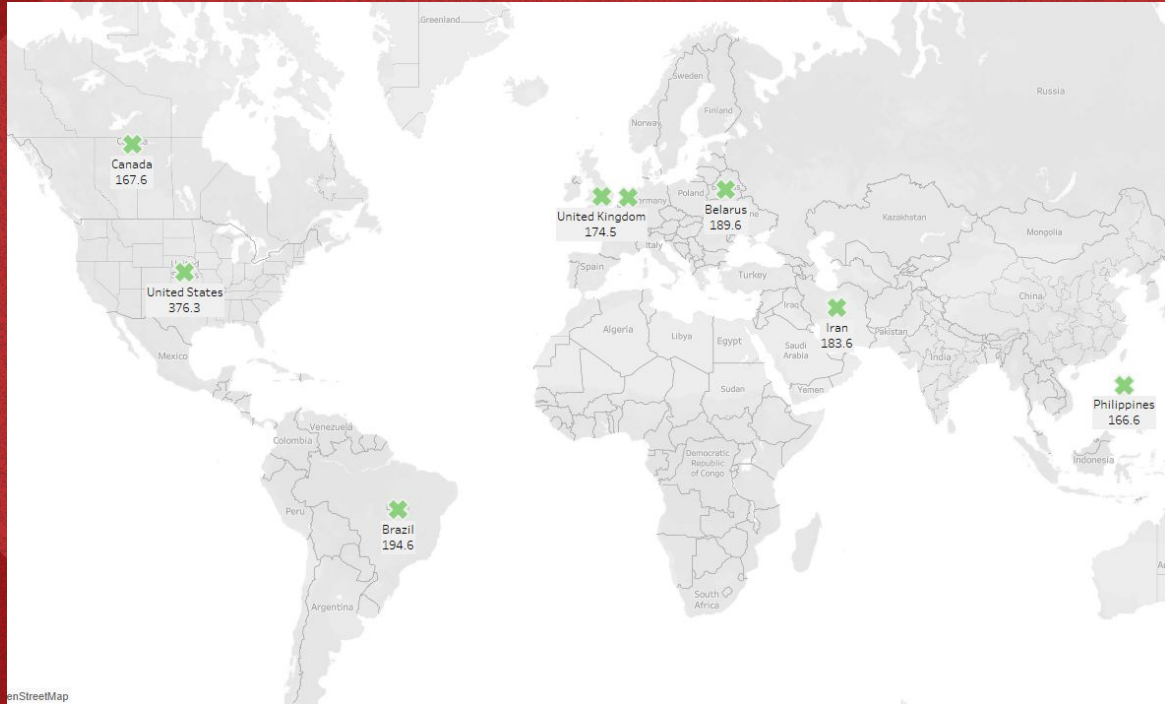 Greenland
Sweden
Finland
Norway
Russia
Canada
167.6
Poland
United Kingdom
174.5
Belarus
189.6
Kazakhstan
Mongolia
Italy
Spain
Turkey
United States
376.3
China
Iraq
Iran
183.6
Pakistan
Algeria
Libya
Egypt
Saudi
Arabia
India
Mexico
Sudan
Yemen
Philippines
166.6
Venezuela
Colombia
Democratic
Republic
of Congo
Indonesia
Peru
Brazil
194.6
South
Africa
Argentina
enStreetMap